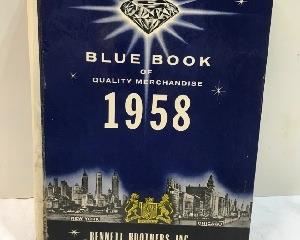 BLUE BOOK
OF
QUALITY MERCHANDISE
1958
NEW YORK
CHICAGO
BENNETT BROTHERS INC.